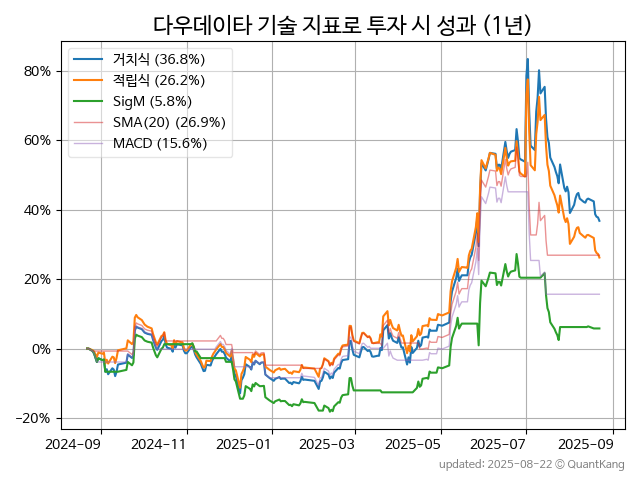 다우데이타 기술 지표로 투자 시 성과 (1년)
거치식 (36.8%)
적립식 (26.2%)
SigM (5.8%)
SMA(20) (26.9%)
MACD (15.6%)
80%
60%
40%
20%
0%
−20%
2024−09 2024−11 2025−01 2025−03 2025−05 2025−07 2025−09
updated: 2025-08-22 © QuantKang